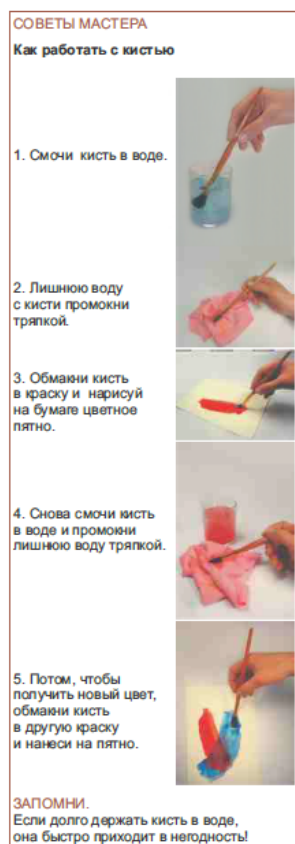 СОВЕТЫ МАСТЕРА
Как работать с кистью
1. Смочи кисть в воде.
2. Лишнюю воду
с кисти промокни
тряпкой.
3. Обмакни кисть
в краску и нарисуй
на бумаге цветное
пятно.
4. Снова смочи кисть
в воде и промокни
лишнюю воду тряпкой.
5. Потом, чтобы
получить новый цвет,
обмакни кисть
в другую краску
и нанеси на пятно.
ЗАПОМНИ.
Если долго держать кисть в воде,
она быстро приходит в негодность!